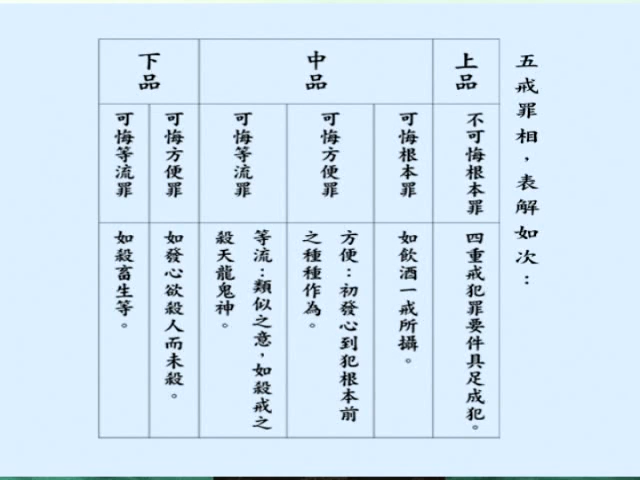 五戒罪相，表解如次：
上品
不可悔根本罪
四重戒犯罪要件具足成犯。
中品
可悔根本罪
如飲酒一戒所攝。
可悔方便罪
方便：初發心到犯根本前
之種種作為。
可悔等流罪
等流：類似之意，如殺戒之
殺天龍鬼神。
下品
可悔方便罪
如發心欲殺人而未殺。
可悔等流罪
如殺畜生等。